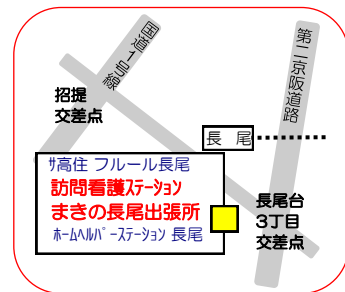 国道1号線
第二京阪道路
招提
交差点
長 尾
サ高住 フルール長尾
訪問看護ステーション
まきの長尾出張所
ホームヘルパーステーション 長尾
長尾台
3丁目
交差点